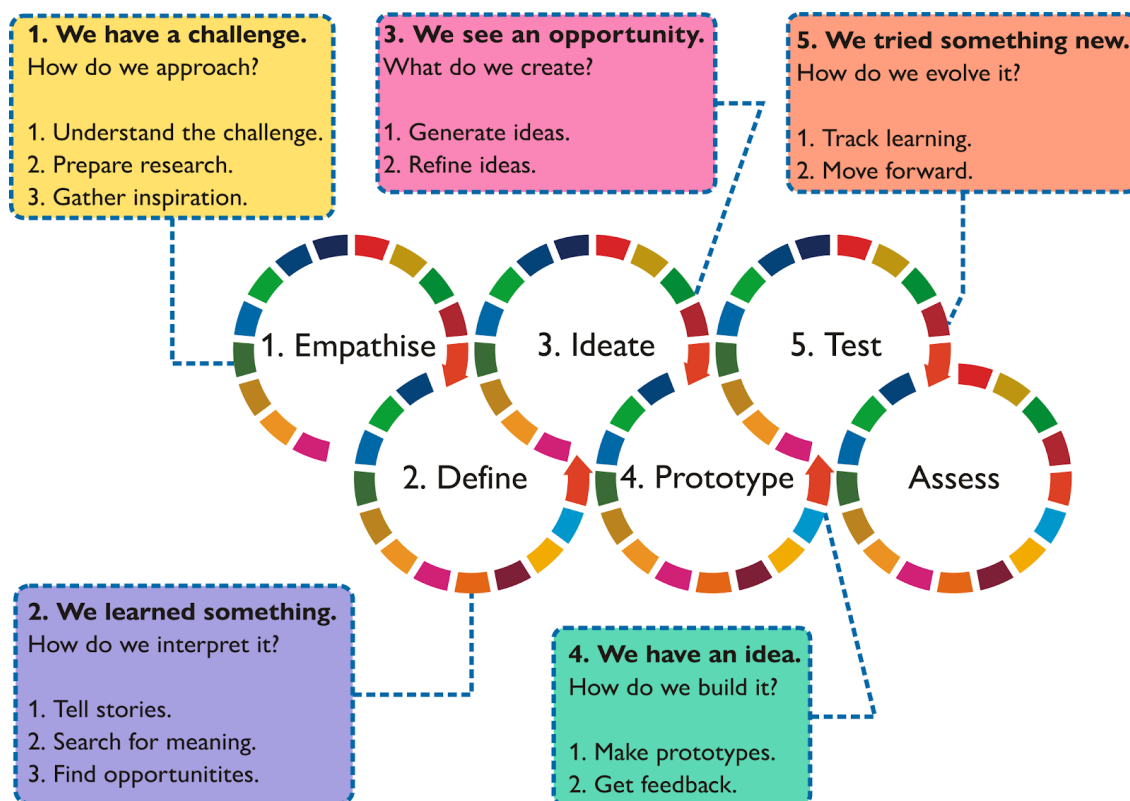 1. We have a challenge.
How do we approach?
1. Understand the challenge.
2. Prepare research.
3. Gather inspiration.
3. We see an opportunity.
What do we create?
1. Generate ideas.
2. Refine ideas.
5. We tried something new.
How do we evolve it?
1. Track learning.
2. Move forward.
1. Empathise
3. Ideate
5. Test
2. Define
4. Prototype
Assess
2. We learned something.
How do we interpret it?
1. Tell stories.
2. Search for meaning.
3. Find opportunitites.
4. We have an idea.
How do we build it?
1. Make prototypes.
2. Get feedback.